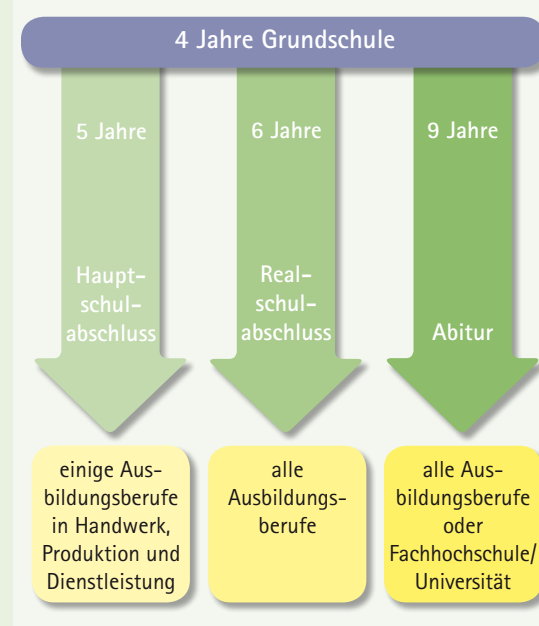 4 Jahre Grundschule
5 Jahre
Haupt-
schul-
abschluss
einige Aus-
bildungsberufe
in Handwerk,
Produktion und
Dienstleistung
6 Jahre
Real-
schul-
abschluss
alle
Ausbildungs-
berufe
9 Jahre
Abitur
alle Aus-
bildungsberufe
oder
Fachhochschule/
Universität